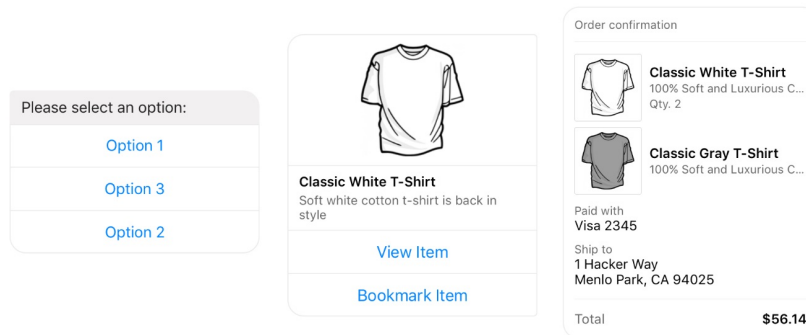 Please select an option:
Option 1
Option 3
Option 2
Classic White T-Shirt
Soft white cotton t-shirt is back in
style
View Item
Bookmark Item
Order confirmation
Classic White T-Shirt
100% Soft and Luxurious C...
Qty. 2
Classic Gray T-Shirt
100% Soft and Luxurious C...
Paid with
Visa 2345
Ship to
1 Hacker Way
Menlo Park, CA 94025
Total $56.14